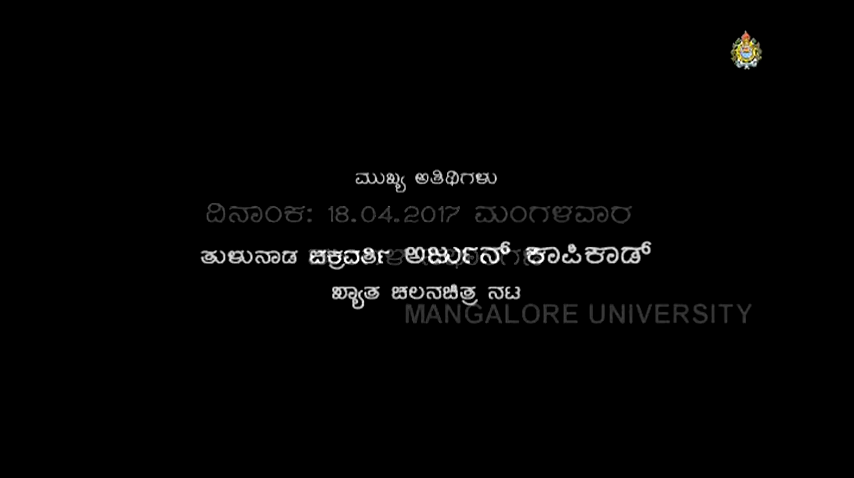 ಮುಖ್ಯ ಅತಿಥಿಗಳು
ದಿನಾಂಕ: 18.04.2017 ಮಂಗಳವಾರ
ತುಳುನಾಡ ಚಕ್ರವರ್ತಿ ಅರ್ಜುನ್ ಕಾಪಿಕಾಡ್
ಖ್ಯಾತ ಚಲನಚಿತ್ರ ನಟ
MANGALORE UNIVERSITY